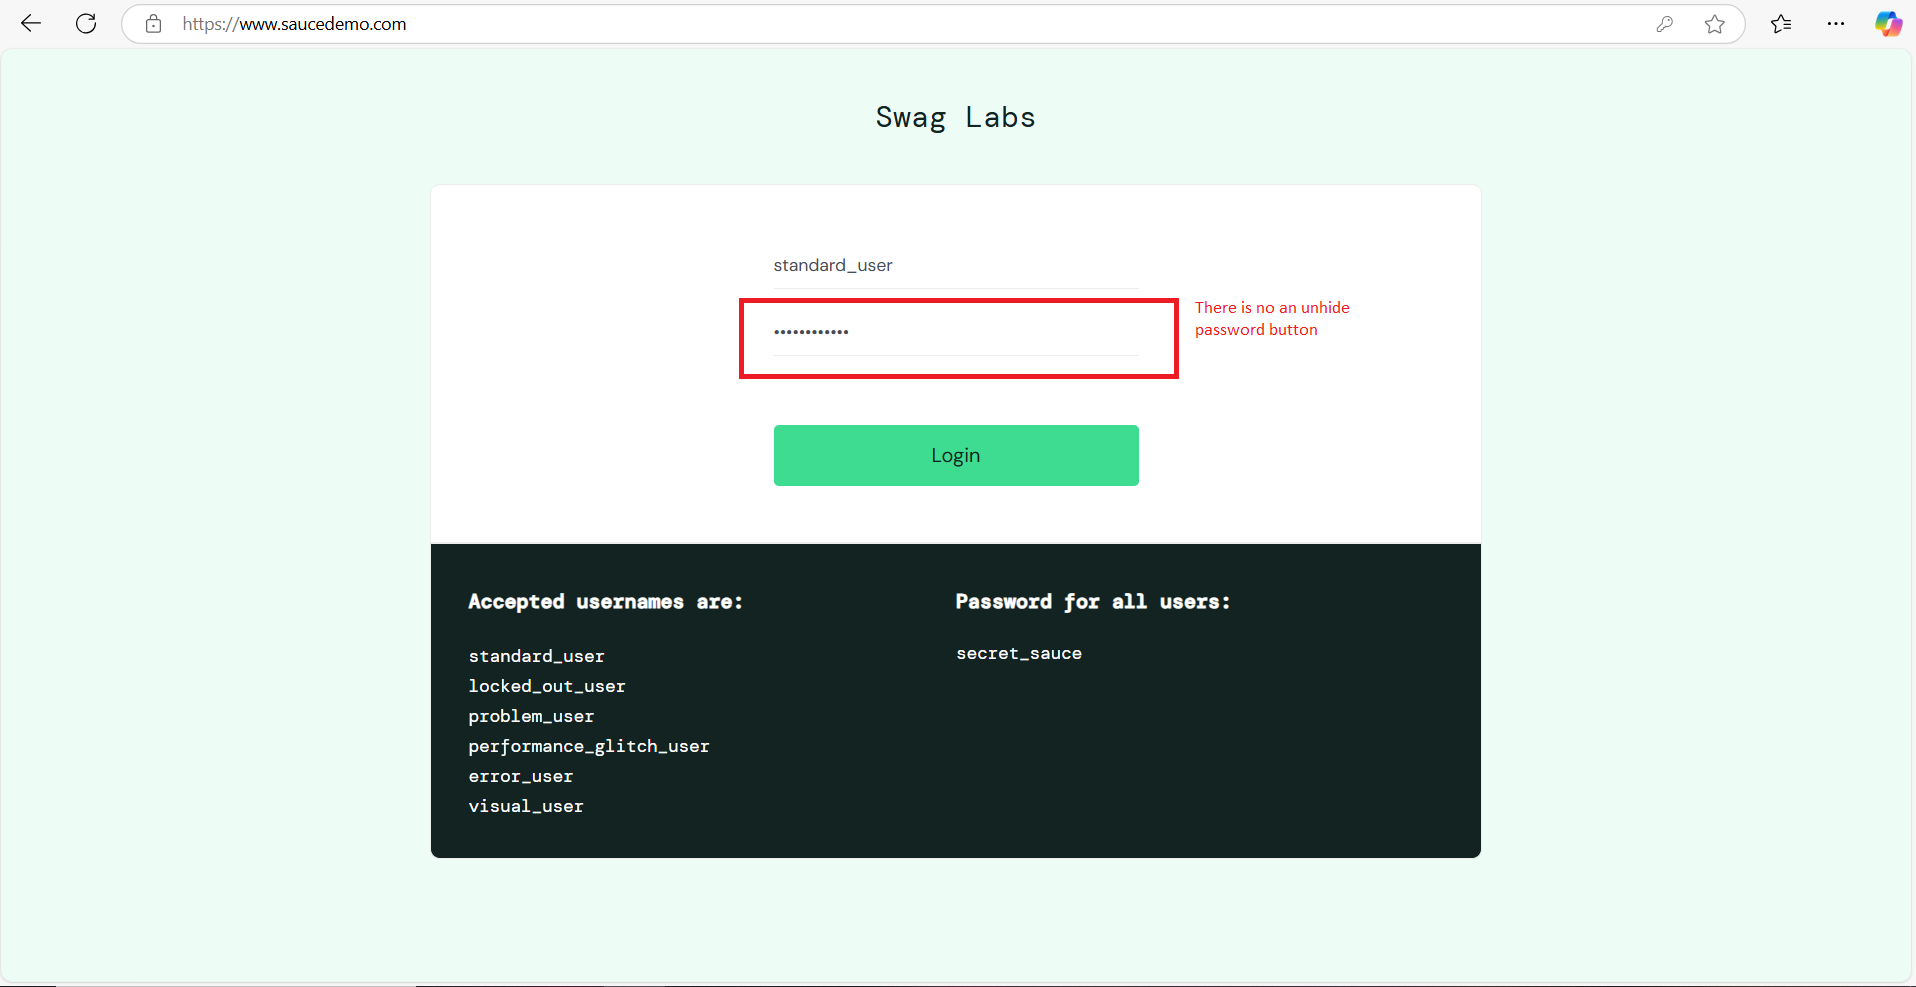 https://www.saucedemo.com
Swag Labs
standard_user
••••••••••••
There is no an unhide
password button
Login
Accepted usernames are:
standard_user
locked_out_user
problem_user
performance_glitch_user
error_user
visual_user
Password for all users:
secret_sauce